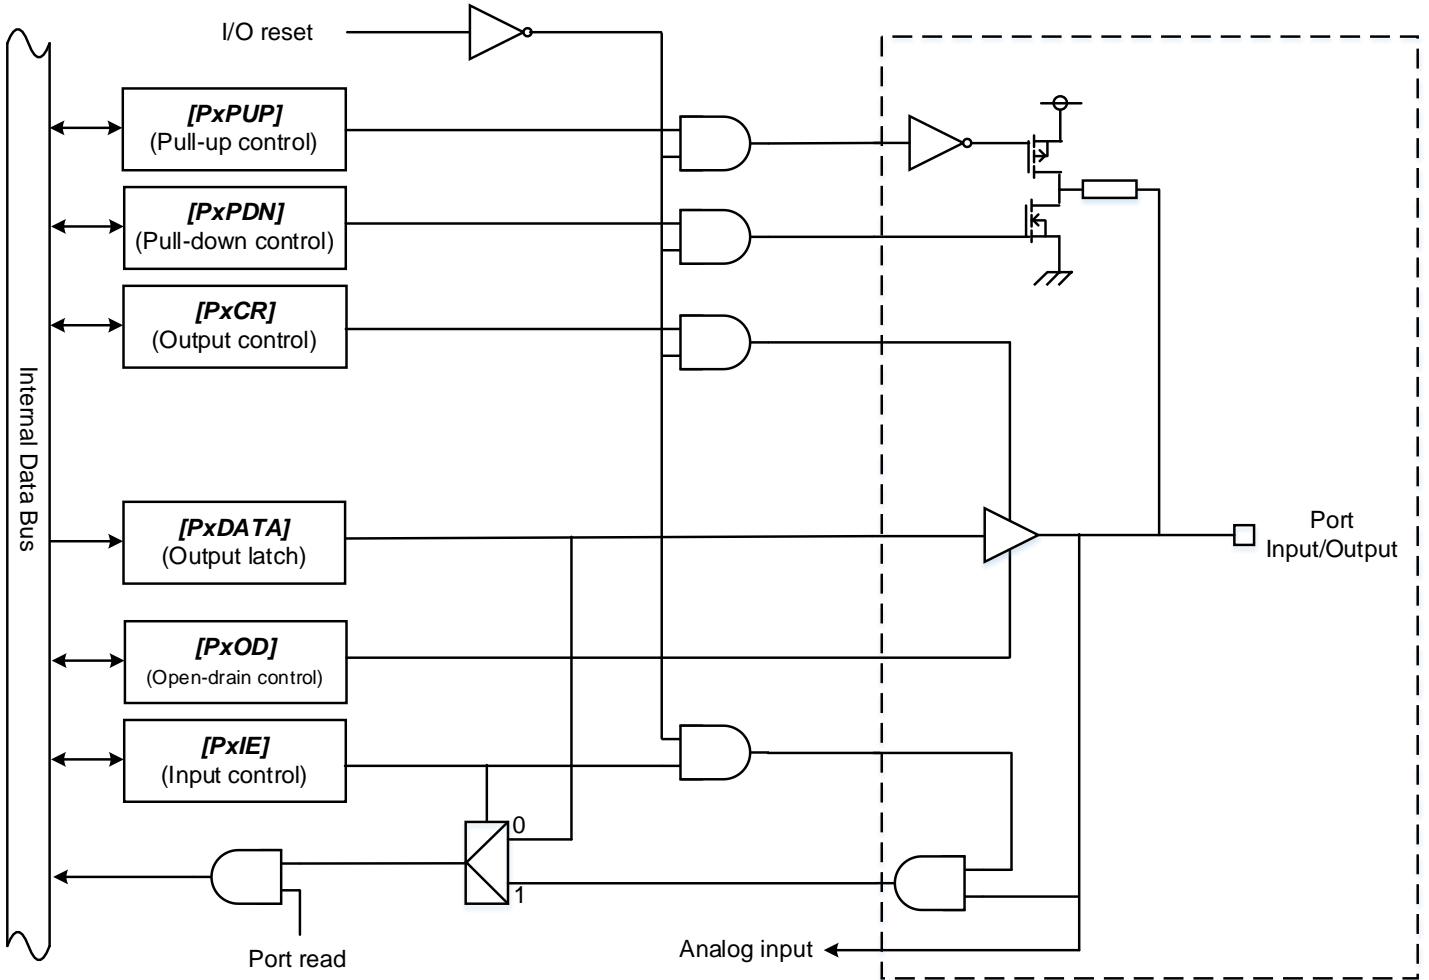 I/O reset
[PxPUP]
(Pull-up control)
[PxPDN]
(Pull-down control)
[PxCR]
(Output control)
Internal Data Bus
[PxDATA]
(Output latch)
Port
Input/Output
[PxOD]
(Open-drain control)
[PxIE]
(Input control)
0
1
Port read
Analog input